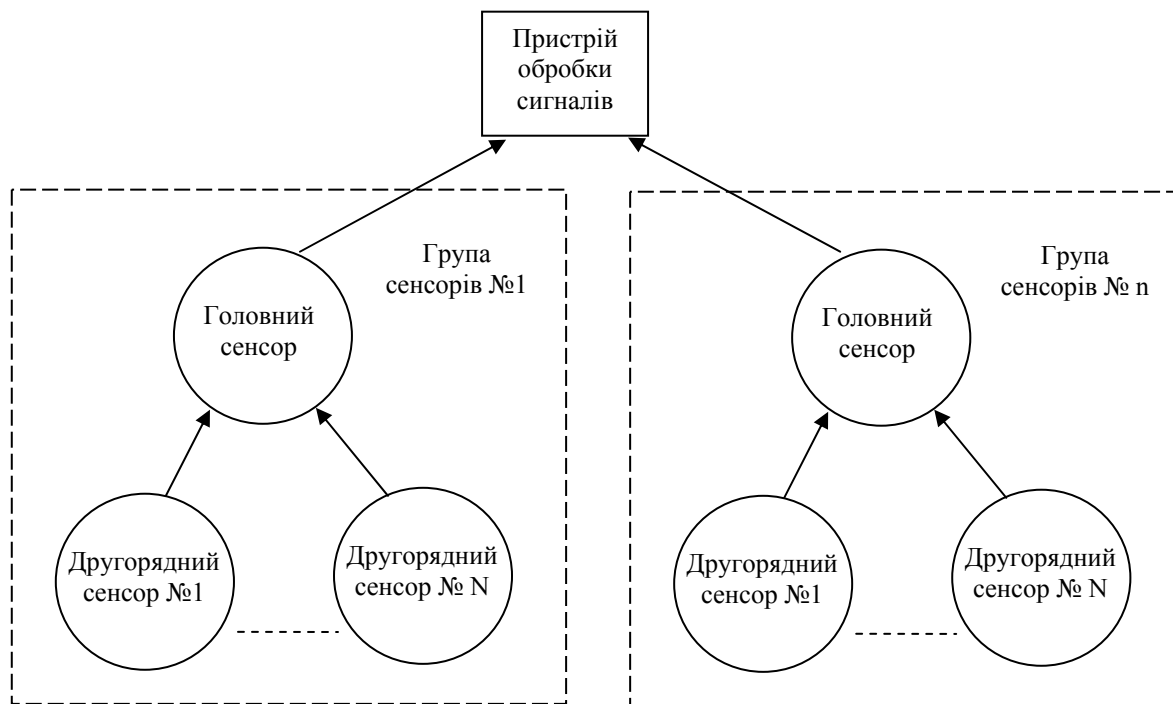 Пристрій
обробки
сигналів
Група
сенсорів №1
Головний
сенсор
Другорядний
сенсор №1
Другорядний
сенсор № N
Група
сенсорів № n
Головний
сенсор
Другорядний
сенсор №1
Другорядний
сенсор № N